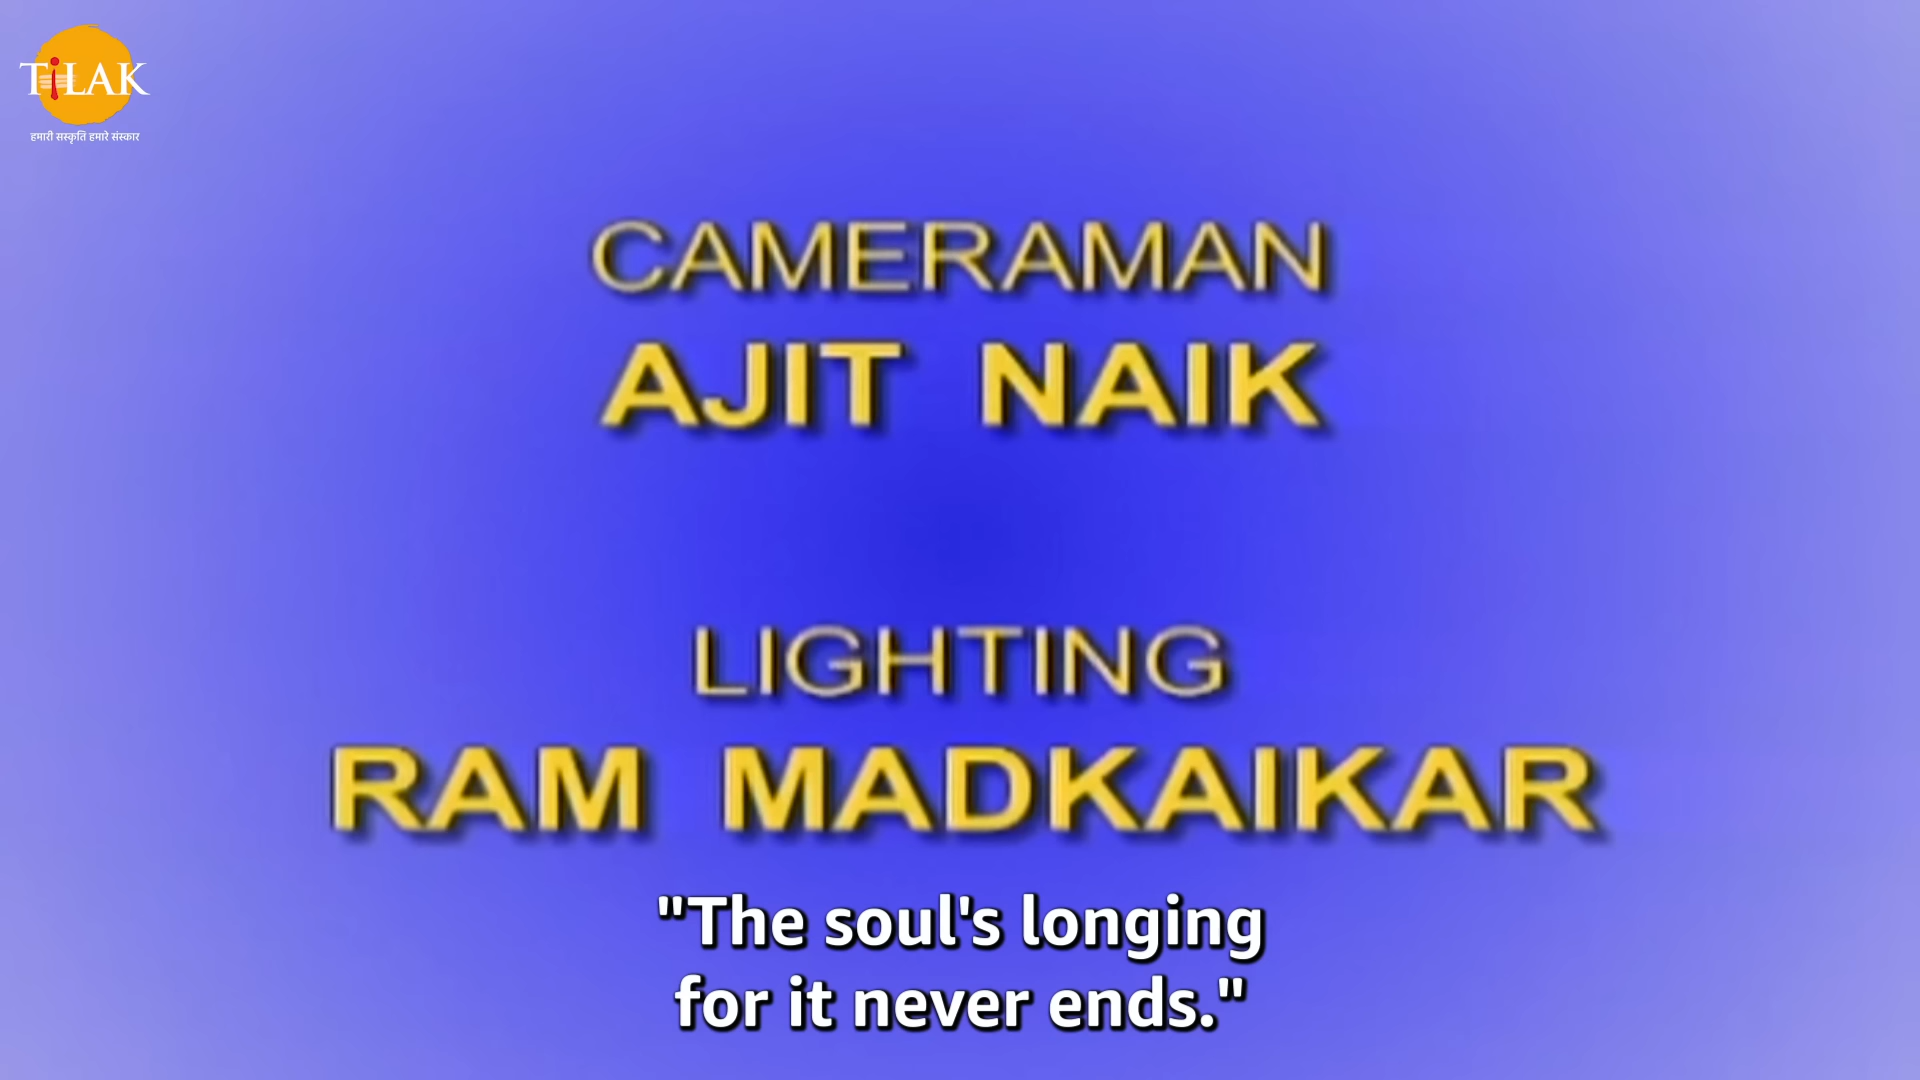 TiLAK
हमारी सस्कृति हमारे संस्कार
CAMERAMAN
AJIT NAIK
LIGHTING
RAM MADKAIKAR
"The soul's longing
for it never ends."